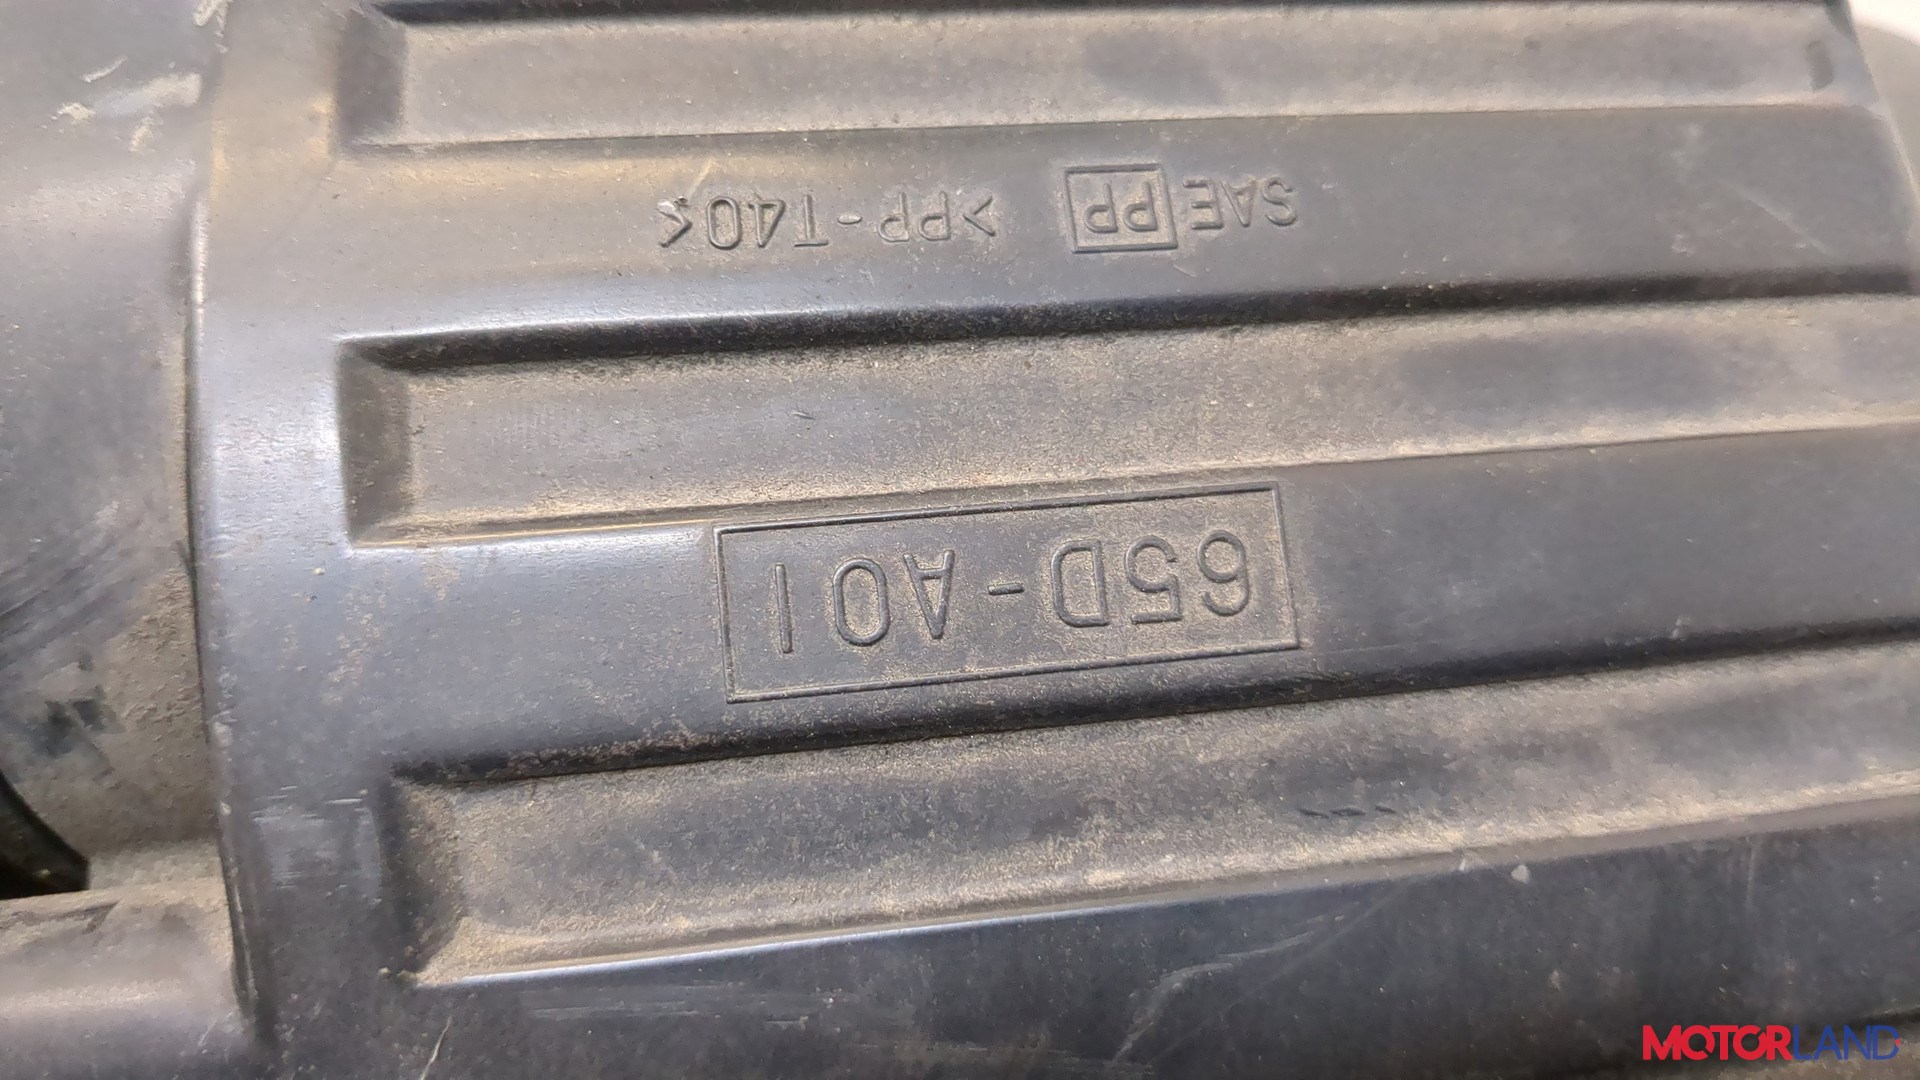 65D-A01
SAE PP >PP-T40<
MOTORLAND